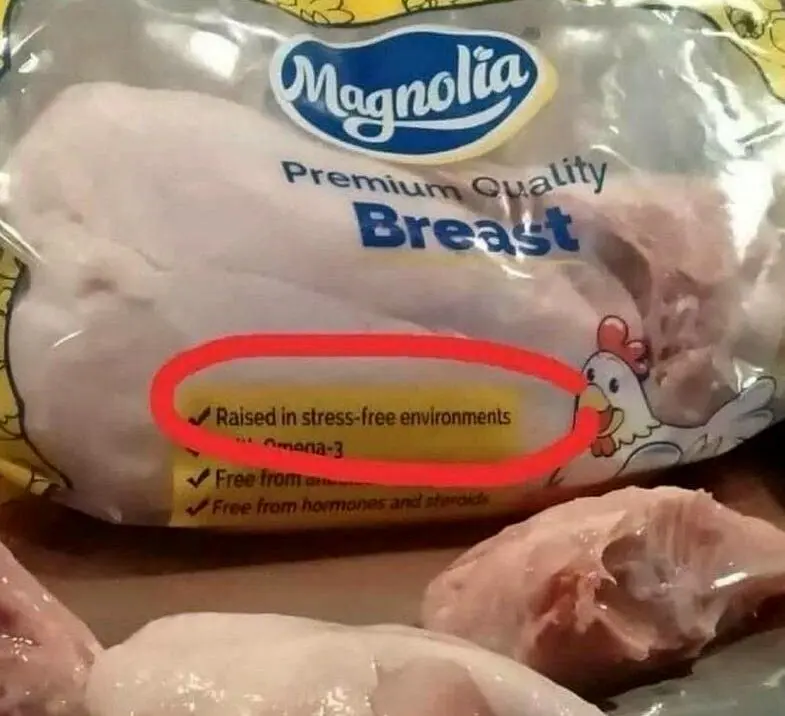 Magnolia
Premium Quality
Breast
✓ Raised in stress-free environments
Omega-3
✓ Free from
✓ Free from hormones and steroids